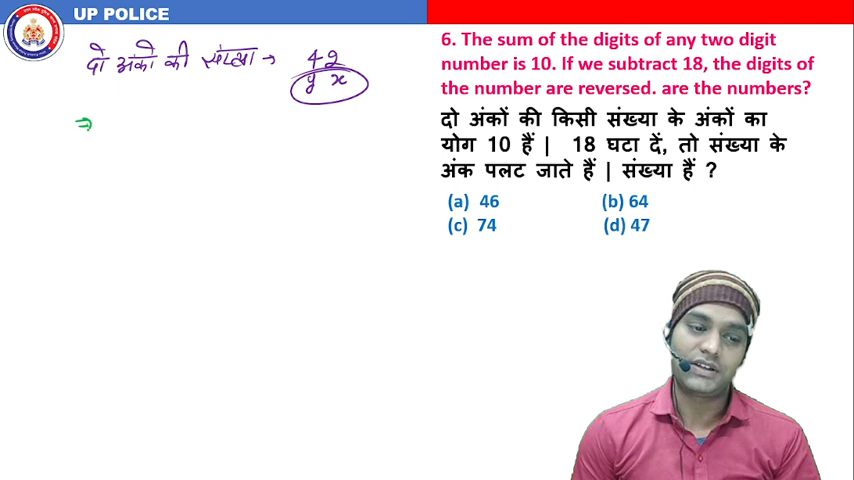 UP POLICE
दो अंको की संख्या → 42
y x
⇒
6. The sum of the digits of any two digit
number is 10. If we subtract 18, the digits of
the number are reversed. are the numbers?
दो अंकों की किसी संख्या के अंकों का
योग 10 हैं | 18 घटा दें, तो संख्या के
अंक पलट जाते हैं | संख्या हैं ?
(a) 46 (b) 64
(c) 74 (d) 47